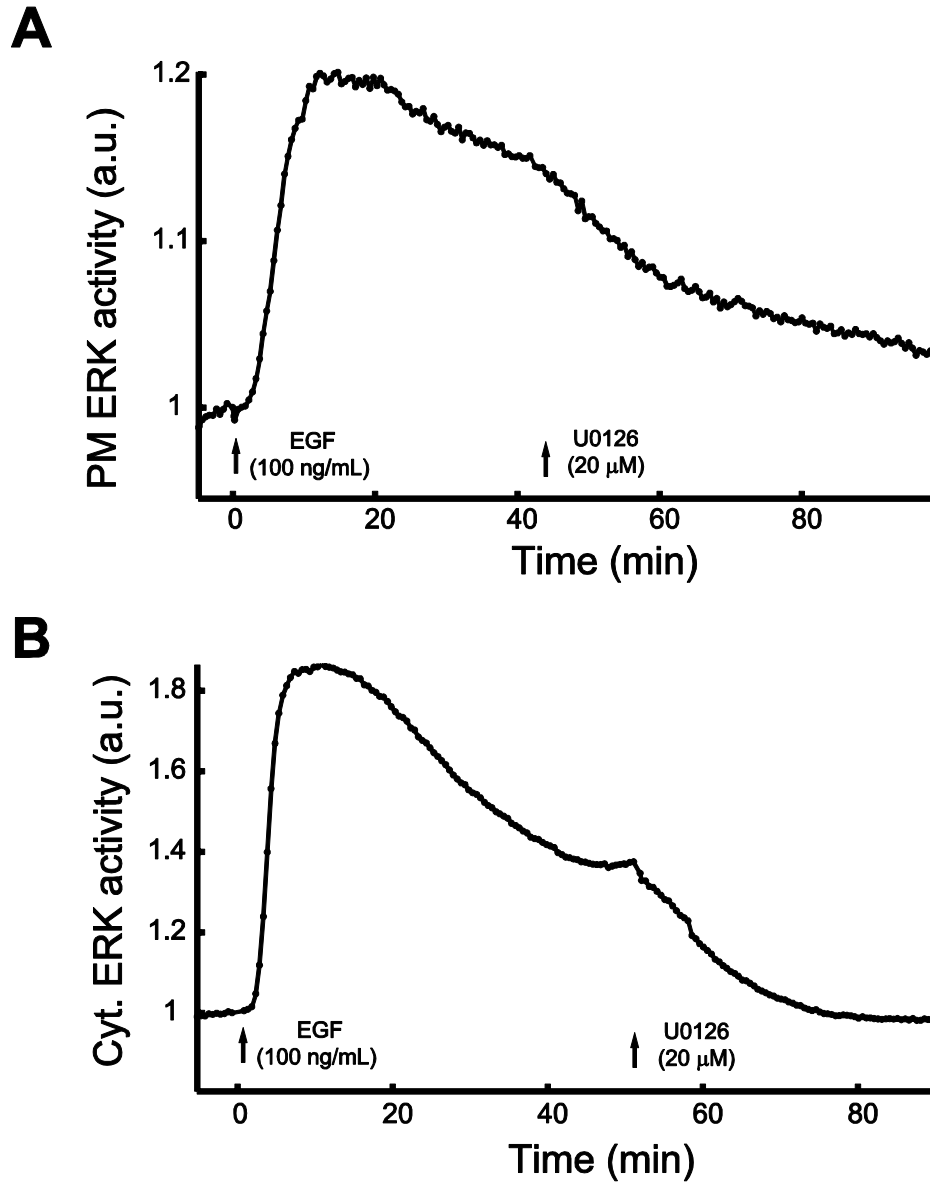 A
PM ERK activity (a.u.)
1.2
1.1
1
EGF
(100 ng/mL)
U0126
(20 μM)
0
20
40
60
80
Time (min)
B
Cyt. ERK activity (a.u.)
1.8
1.6
1.4
1.2
1
EGF
(100 ng/mL)
U0126
(20 μM)
0
20
40
60
80
Time (min)